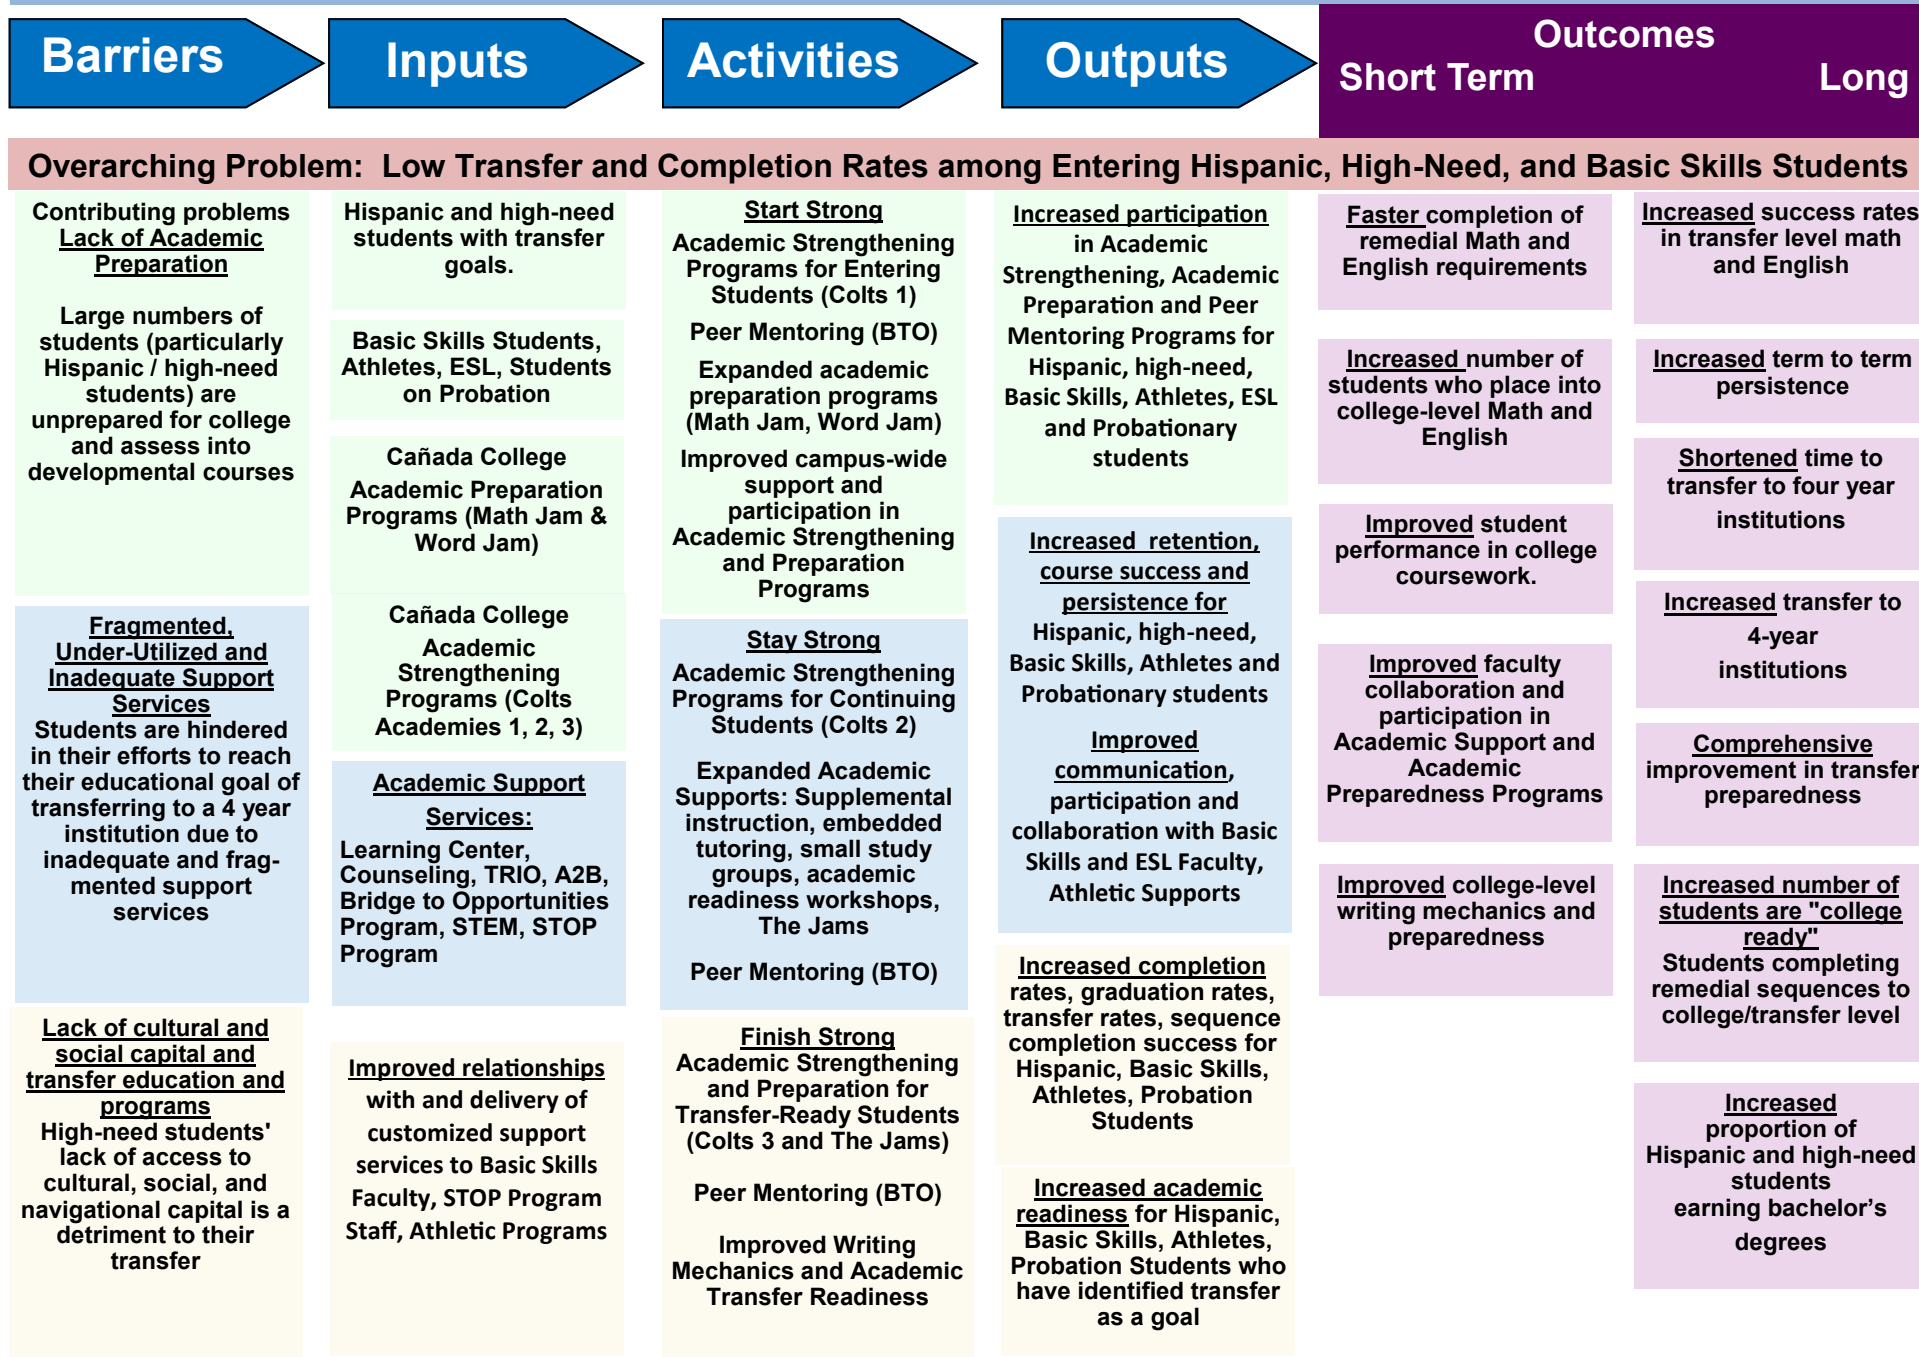 Barriers
Inputs
Activities
Outputs
Outcomes
Short Term
Long
Overarching Problem: Low Transfer and Completion Rates among Entering Hispanic, High-Need, and Basic Skills Students
Contributing problems
Lack of Academic
Preparation
Large numbers of
students (particularly
Hispanic / high-need
students) are
unprepared for college
and assess into
developmental courses
Fragmented,
Under-Utilized and
Inadequate Support
Services
Students are hindered
in their efforts to reach
their educational goal of
transferring to a 4 year
institution due to
inadequate and frag-
mented support
services
Lack of cultural and
social capital and
transfer education and
programs
High-need students'
lack of access to
cultural, social, and
navigational capital is a
detriment to their
transfer
Hispanic and high-need
students with transfer
goals.
Basic Skills Students,
Athletes, ESL, Students
on Probation
Cañada College
Academic Preparation
Programs (Math Jam &
Word Jam)
Cañada College
Academic
Strengthening
Programs (Colts
Academies 1, 2, 3)
Academic Support
Services:
Learning Center,
Counseling, TRIO, A2B,
Bridge to Opportunities
Program, STEM, STOP
Program
Improved relationships
with and delivery of
customized support
services to Basic Skills
Faculty, STOP Program
Staff, Athletic Programs
Start Strong
Academic Strengthening
Programs for Entering
Students (Colts 1)
Peer Mentoring (BTO)
Expanded academic
preparation programs
(Math Jam, Word Jam)
Improved campus-wide
support and
participation in
Academic Strengthening
and Preparation
Programs
Stay Strong
Academic Strengthening
Programs for Continuing
Students (Colts 2)
Expanded Academic
Supports: Supplemental
instruction, embedded
tutoring, small study
groups, academic
readiness workshops,
The Jams
Peer Mentoring (BTO)
Finish Strong
Academic Strengthening
and Preparation for
Transfer-Ready Students
(Colts 3 and The Jams)
Peer Mentoring (BTO)
Improved Writing
Mechanics and Academic
Transfer Readiness
Increased participation
in Academic
Strengthening, Academic
Preparation and Peer
Mentoring Programs for
Hispanic, high-need,
Basic Skills, Athletes, ESL
and Probationary
students
Increased retention,
course success and
persistence for
Hispanic, high-need,
Basic Skills, Athletes and
Probationary students
Improved
communication,
participation and
collaboration with Basic
Skills and ESL Faculty,
Athletic Supports
Increased completion
rates, graduation rates,
transfer rates, sequence
completion success for
Hispanic, Basic Skills,
Athletes, Probation
Students
Increased academic
readiness for Hispanic,
Basic Skills, Athletes,
Probation Students who
have identified transfer
as a goal
Faster completion of
remedial Math and
English requirements
Increased number of
students who place into
college-level Math and
English
Improved student
performance in college
coursework.
Improved faculty
collaboration and
participation in
Academic Support and
Academic
Preparedness Programs
Improved college-level
writing mechanics and
preparedness
Increased success rates
in transfer level math
and English
Increased term to term
persistence
Shortened time to
transfer to four year
institutions
Increased transfer to
4-year
institutions
Comprehensive
improvement in transfer
preparedness
Increased number of
students are "college
ready"
Students completing
remedial sequences to
college/transfer level
Increased
proportion of
Hispanic and high-need
students
earning bachelor's
degrees